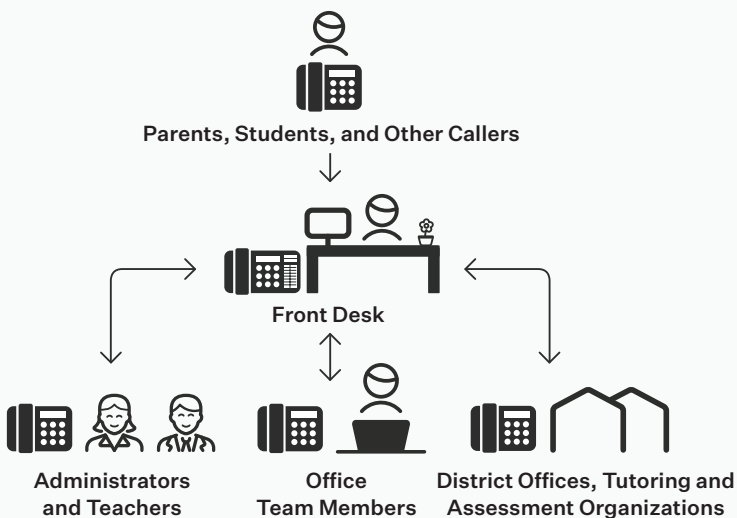 Parents, Students, and Other Callers
Front Desk
Administrators
and Teachers
Office
Team Members
District Offices, Tutoring and
Assessment Organizations